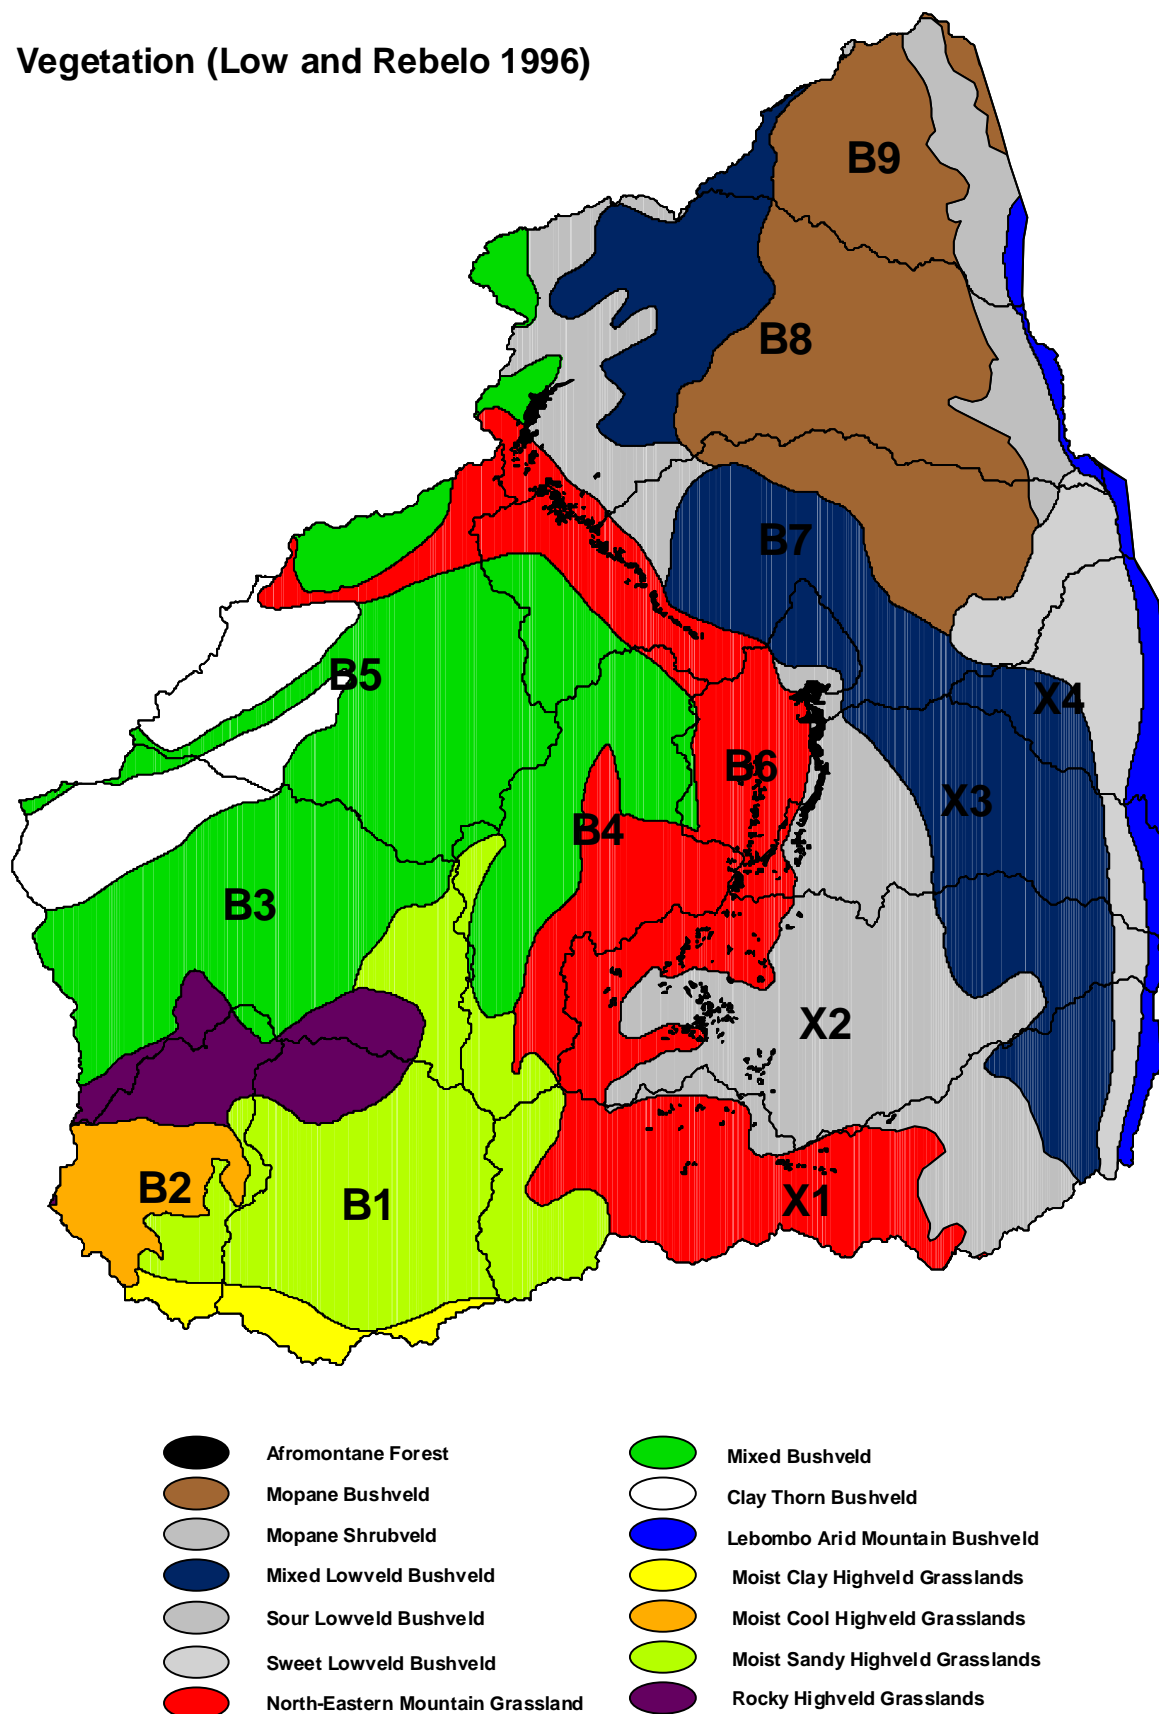 Vegetation (Low and Rebelo 1996)
B9
B8
B7
B5
X4
B6
X3
B4
B3
X2
B2
B1
X1
Afromontane Forest
Mopane Bushveld
Mopane Shrubveld
Mixed Lowveld Bushveld
Sour Lowveld Bushveld
Sweet Lowveld Bushveld
North-Eastern Mountain Grassland
Mixed Bushveld
Clay Thorn Bushveld
Lebombo Arid Mountain Bushveld
Moist Clay Highveld Grasslands
Moist Cool Highveld Grasslands
Moist Sandy Highveld Grasslands
Rocky Highveld Grasslands